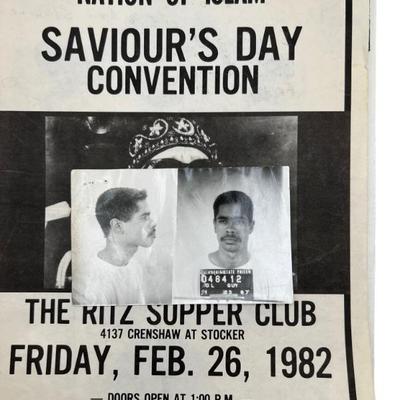 NATION OF ISLAM
SAVIOUR'S DAY
CONVENTION
048412
THE RITZ SUPPER CLUB
4137 CRENSHAW AT STOCKER
FRIDAY, FEB. 26, 1982
— DOORS OPEN AT 1:00 P.M.